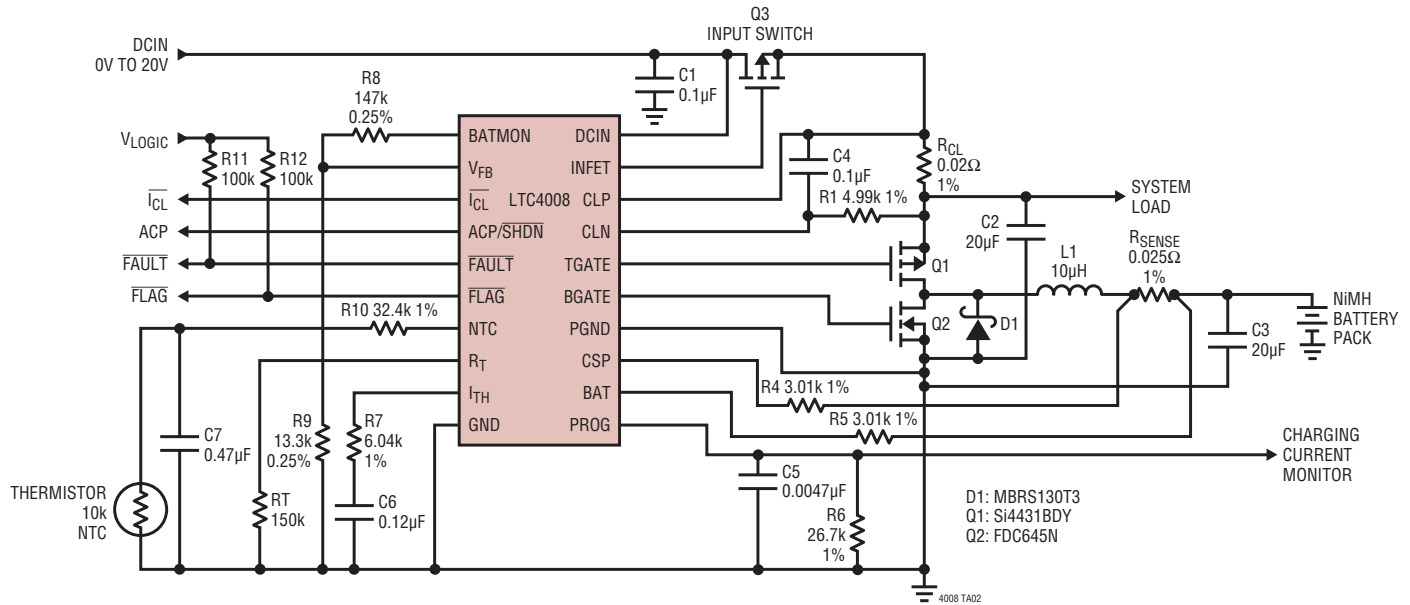 Q3
INPUT SWITCH
DCIN
0V TO 20V
C1
0.1µF
R8
147k
0.25%
VLOGIC
R11
100k
R12
100k
ICL
ACP
FAULT
FLAG
BATMON
VFB
ICL
ACP/SHDN
FAULT
FLAG
NTC
RT
ITH
GND
LTC4008
DCIN
INFET
CLP
CLN
TGATE
BGATE
PGND
CSP
BAT
PROG
C4
0.1µF
R1 4.99k 1%
RCL
0.02Ω
1%
SYSTEM
LOAD
C2
20µF
Q1
L1
10µH
RSENSE
0.025Ω
1%
Q2
D1
NiMH
BATTERY
PACK
C3
20µF
R10 32.4k 1%
R4 3.01k 1%
R5 3.01k 1%
R9
13.3k
0.25%
R7
6.04k
1%
C7
0.47µF
THERMISTOR
10k
NTC
RT
150k
C6
0.12µF
C5
0.0047µF
R6
26.7k
1%
CHARGING
CURRENT
MONITOR
D1: MBRS130T3
Q1: Si4431BDY
Q2: FDC645N
4008 TA02